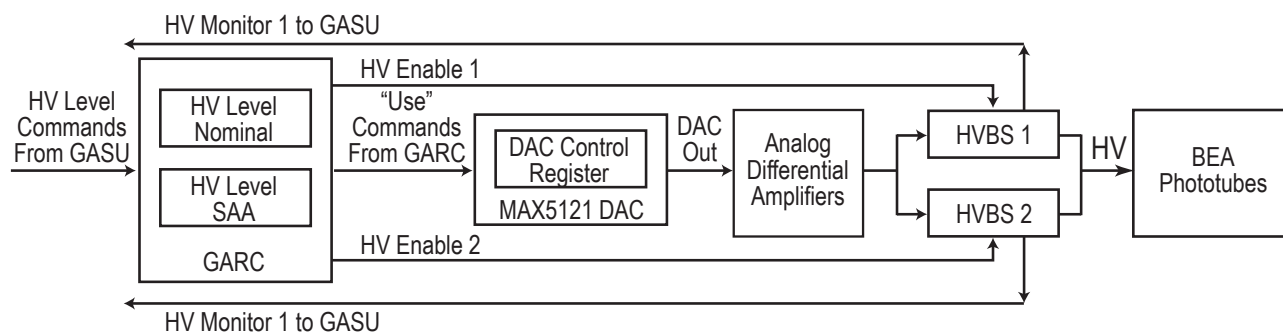 HV Monitor 1 to GASU
HV Level
Commands
From GASU
HV Level
Nominal
HV Level
SAA
GARC
HV Enable 1
“Use”
Commands
From GARC
HV Enable 2
DAC Control
Register
MAX5121 DAC
DAC
Out
Analog
Differential
Amplifiers
HVBS 1
HVBS 2
HV
BEA
Phototubes
HV Monitor 1 to GASU